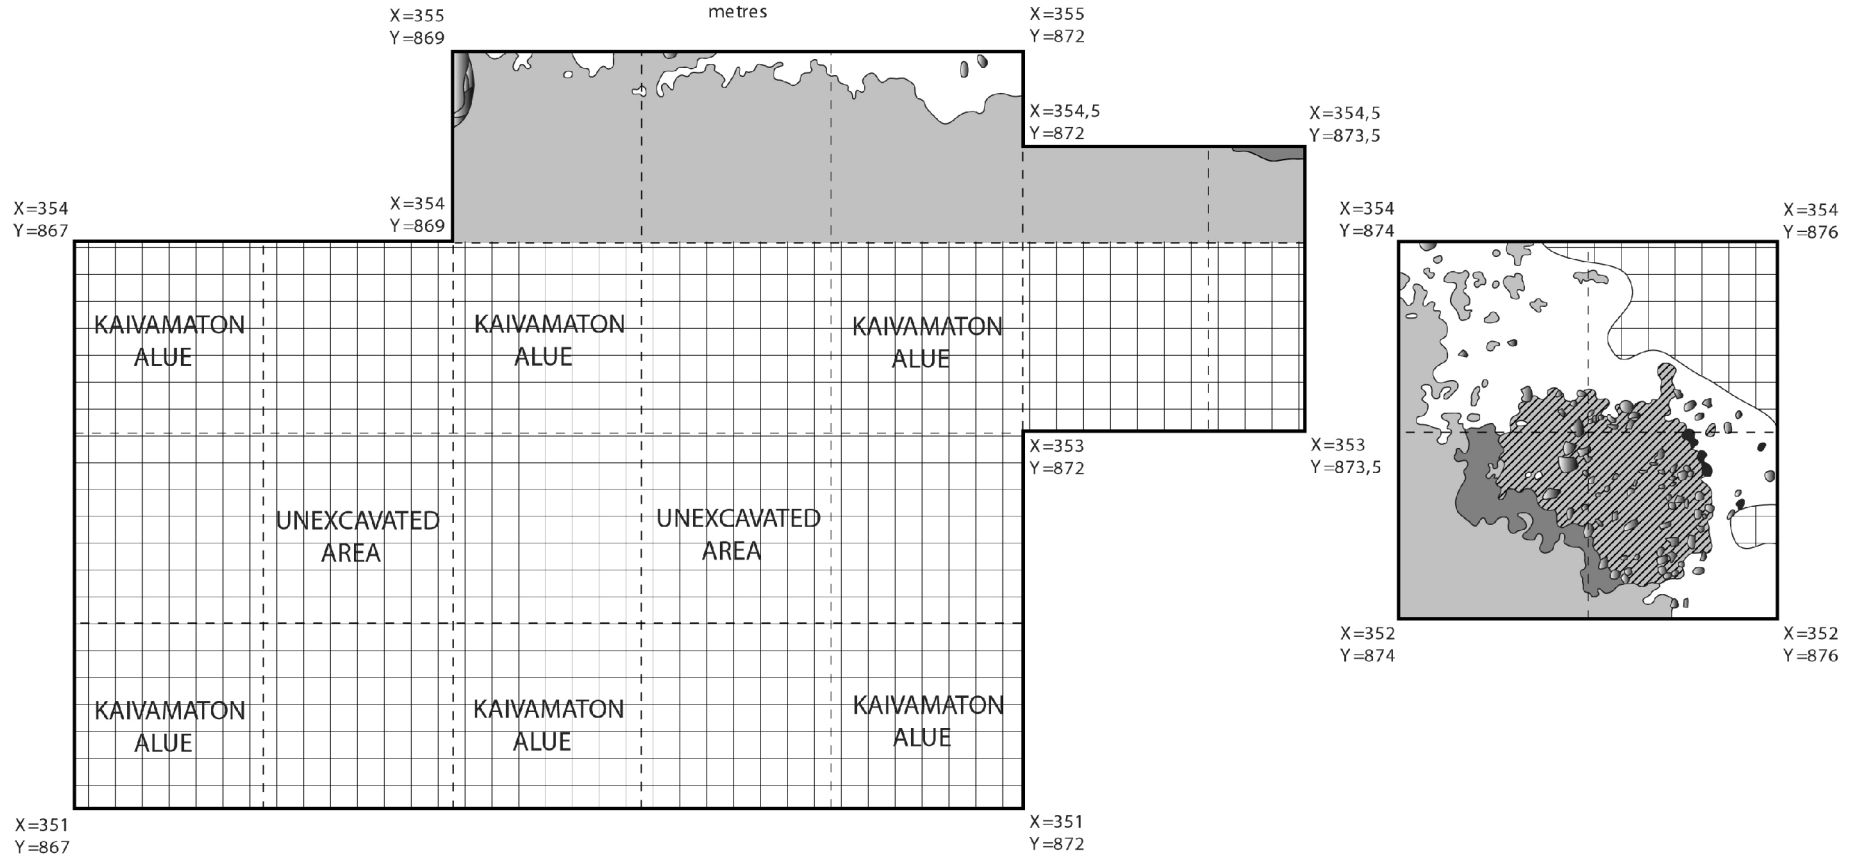 metres
X=355
Y=869
X=355
Y=872
X=354,5
Y=872
X=354,5
Y=873,5
X=354
Y=867
X=354
Y=869
X=354
Y=874
X=354
Y=876
KAIVAMATON
ALUE
KAIVAMATON
ALUE
KAIVAMATON
ALUE
X=353
Y=872
X=353
Y=873,5
UNEXCAVATED
AREA
UNEXCAVATED
AREA
X=352
Y=874
X=352
Y=876
KAIVAMATON
ALUE
KAIVAMATON
ALUE
KAIVAMATON
ALUE
X=351
Y=867
X=351
Y=872